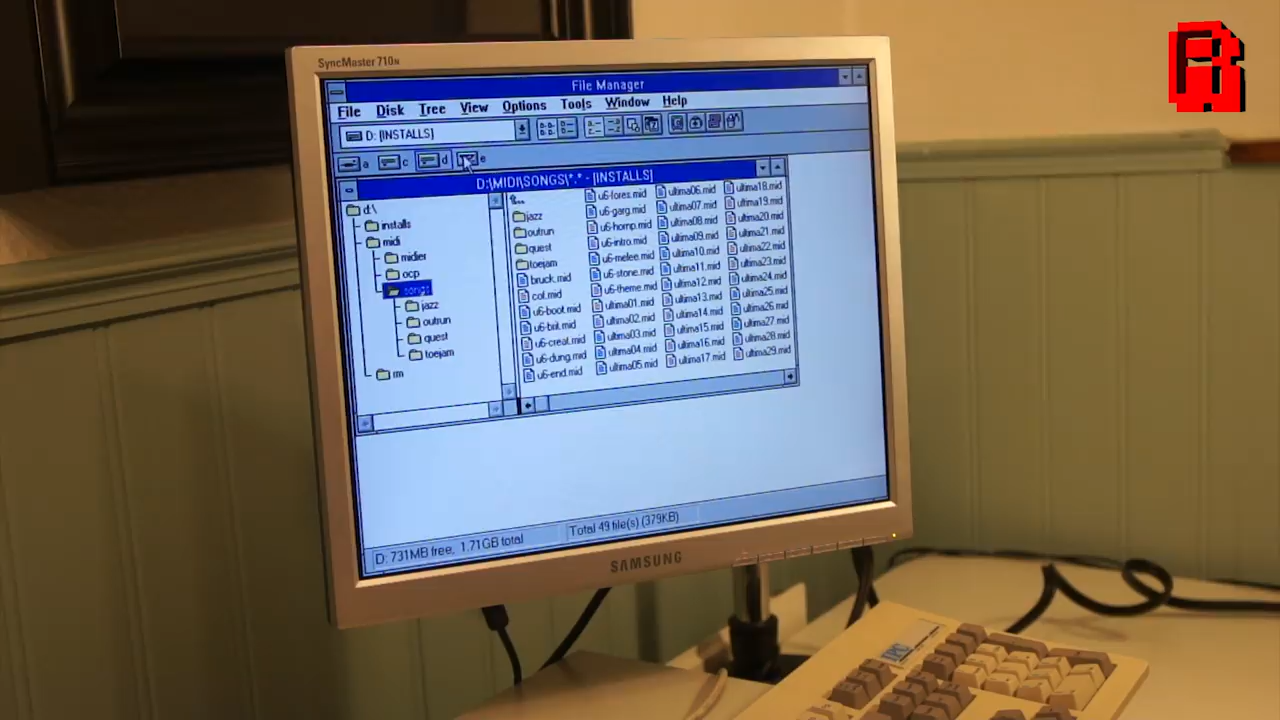 SyncMaster 710N
File Manager
File Disk Tree View Options Tools Window Help
D: [INSTALLS]
a c d e
D:\MIDI\SONGS\*.* - [INSTALLS]
d:\
installs
midi
midier
ocp
songs
jazz
outrun
quest
toejam
rm
jazz
outrun
quest
toejam
bruck.mid
col.mid
u6-boot.mid
u6-brit.mid
u6-creat.mid
u6-dung.mid
u6-end.mid
u6-fores.mid
u6-garg.mid
u6-hornp.mid
u6-intro.mid
u6-melee.mid
u6-stone.mid
u6-theme.mid
ultima01.mid
ultima02.mid
ultima03.mid
ultima04.mid
ultima05.mid
ultima06.mid
ultima07.mid
ultima08.mid
ultima09.mid
ultima10.mid
ultima11.mid
ultima12.mid
ultima13.mid
ultima14.mid
ultima15.mid
ultima16.mid
ultima17.mid
ultima18.mid
ultima19.mid
ultima20.mid
ultima21.mid
ultima22.mid
ultima23.mid
ultima24.mid
ultima25.mid
ultima26.mid
ultima27.mid
ultima28.mid
ultima29.mid
D: 731MB free, 1.71GB total
Total 49 file(s) (379KB)
SAMSUNG